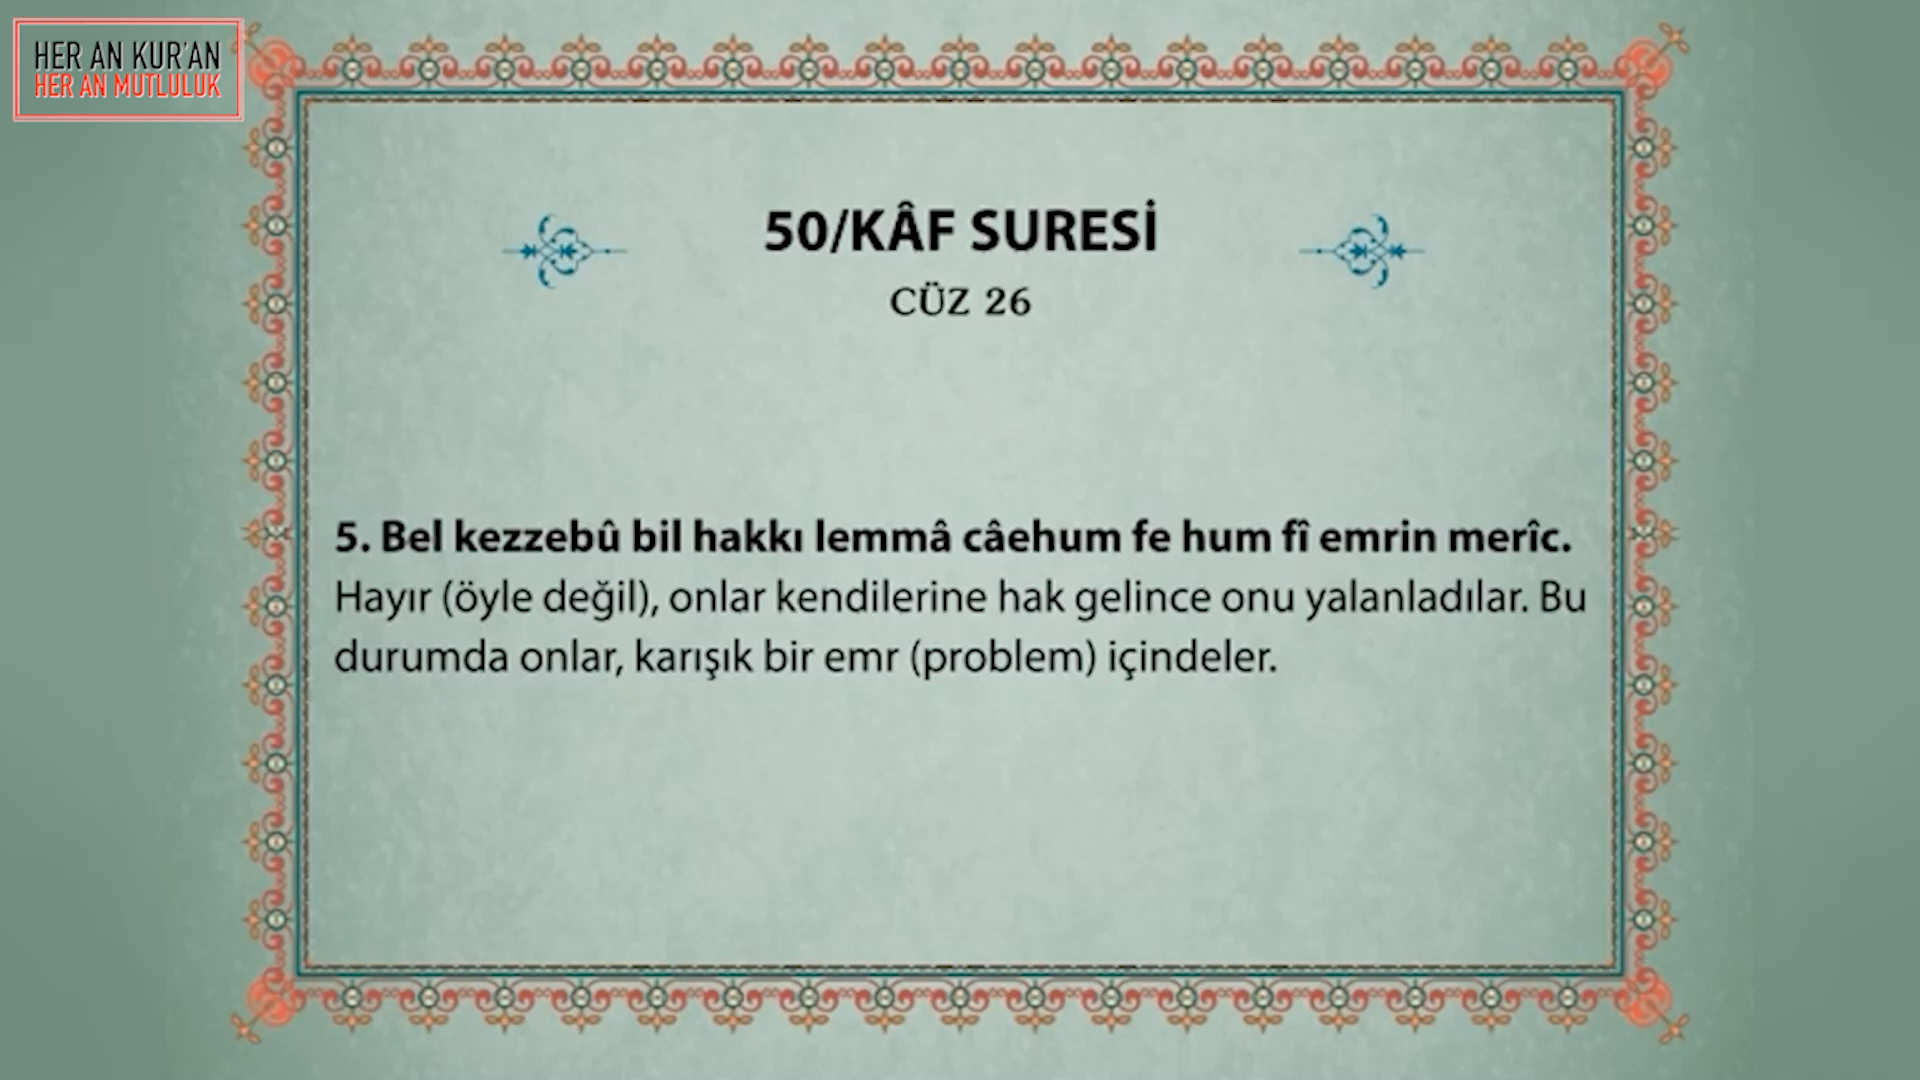 HER AN KUR'AN
HER AN MUTLULUK
50/KÂF SURESİ
CÜZ 26
5. Bel kezzebû bil hakkı lemmâ câehum fe hum fî emrin merîc.
Hayır (öyle değil), onlar kendilerine hak gelince onu yalanladılar. Bu
durumda onlar, karışık bir emr (problem) içindeler.